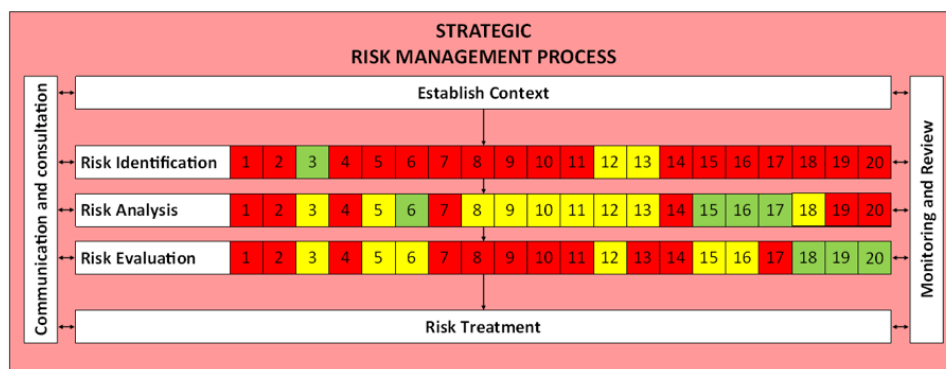 STRATEGIC
RISK MANAGEMENT PROCESS
Communication and consultation
Establish Context
Risk Identification 1 2 3 4 5 6 7 8 9 10 11 12 13 14 15 16 17 18 19 20
Risk Analysis 1 2 3 4 5 6 7 8 9 10 11 12 13 14 15 16 17 18 19 20
Risk Evaluation 1 2 3 4 5 6 7 8 9 10 11 12 13 14 15 16 17 18 19 20
Risk Treatment
Monitoring and Review